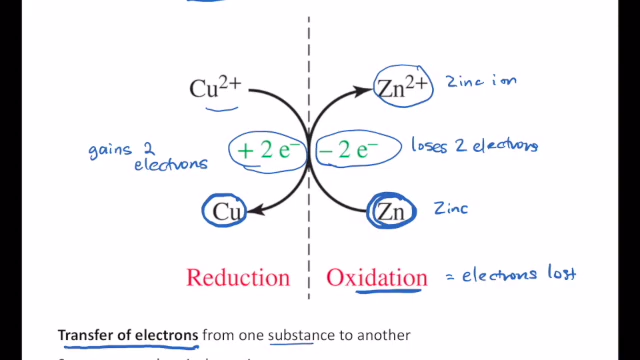 Cu²⁺
Zn²⁺
Zinc ion
gains 2
electrons
+ 2 e⁻
− 2 e⁻
loses 2 electrons
Cu
Zn
Zinc
Reduction
Oxidation
= electrons lost
Transfer of electrons from one substance to another